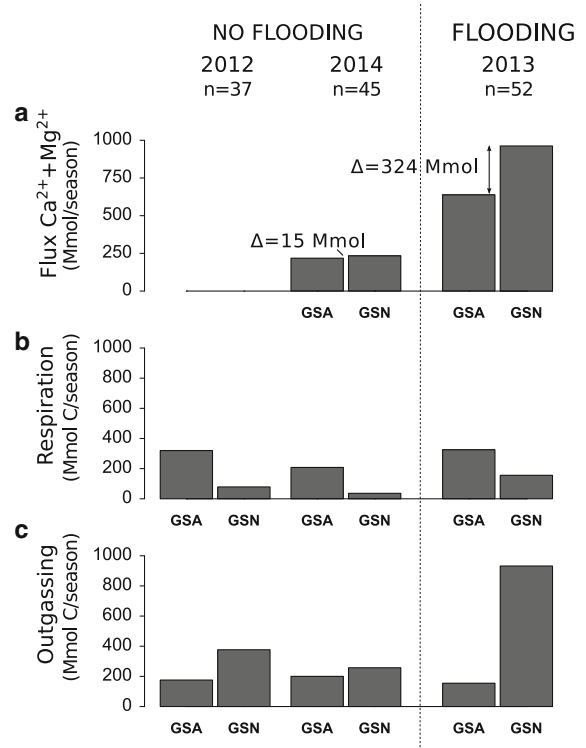 NO FLOODING FLOODING
2012 2014 2013
n=37 n=45 n=52
a
Flux Ca²⁺+Mg²⁺
(Mmol/season)
1000
750
500
250
0
Δ=15 Mmol
Δ=324 Mmol
GSA GSN GSA GSN
b
Respiration
(Mmol C/season)
1000
800
600
400
200
0
GSA GSN GSA GSN GSA GSN
c
Outgassing
(Mmol C/season)
1000
800
600
400
200
0
GSA GSN GSA GSN GSA GSN